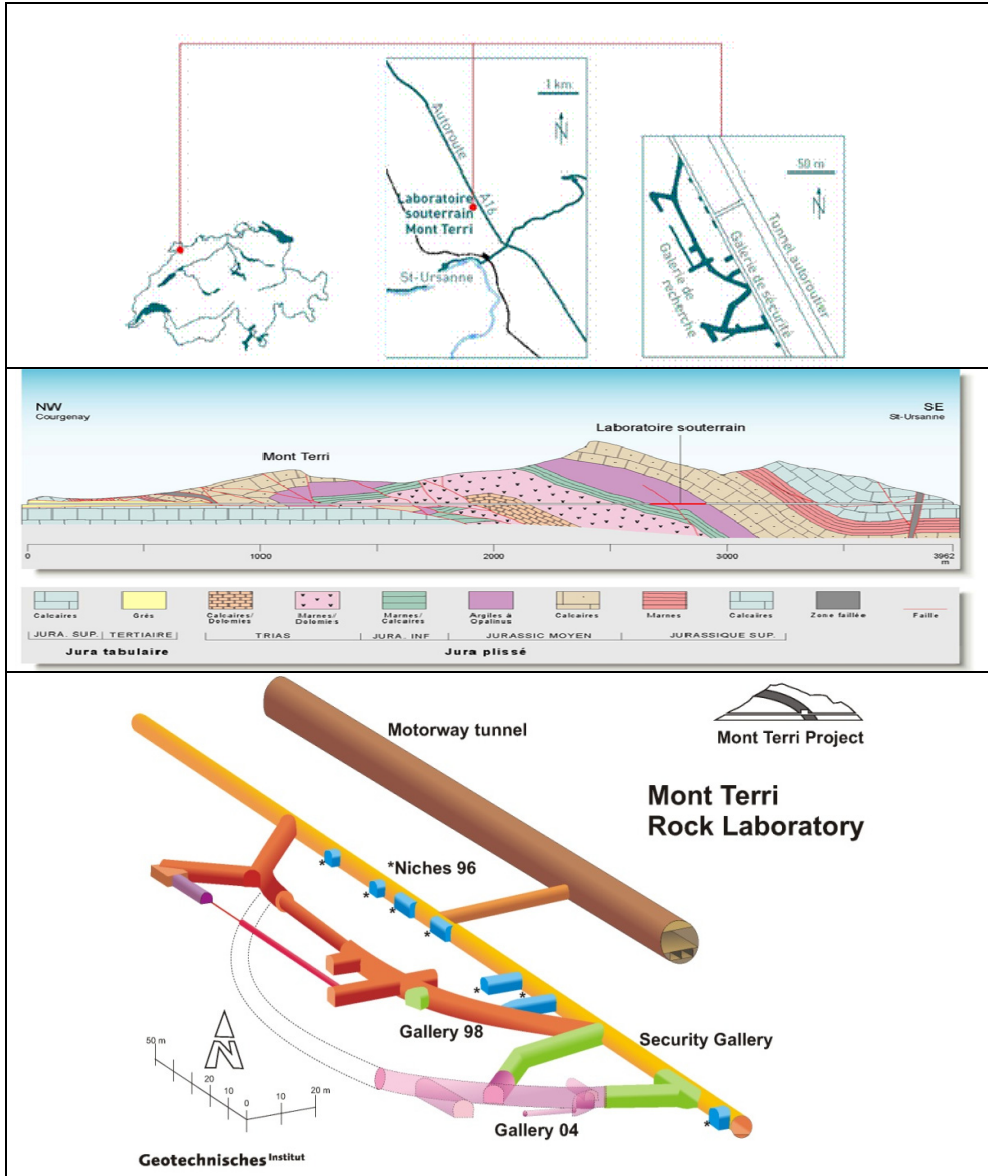 1 km
N
Autoroute
A16
Laboratoire
souterrain
Mont Terri
St-Ursanne
50 m
N
Tunnel autoroutier
Galerie de sécurité
Galerie de
recherche
NW
Courgenay
SE
St-Ursanne
Laboratoire souterrain
Mont Terri
0
1000
2000
3000
3962
m
Calcaires
Grès
Calcaires/
Dolomies
Marnes/
Dolomies
Marnes/
Calcaires
Argiles à
Opalinus
Calcaires
Marnes
Calcaires
Zone faillée
Faille
JURA. SUP.
TERTIAIRE
TRIAS
JURA. INF
JURASSIC MOYEN
JURASSIQUE SUP.
Jura tabulaire
Jura plissé
Motorway tunnel
Mont Terri Project
Mont Terri
Rock Laboratory
*Niches 96
*
*
*
*
*
*
*
Gallery 98
Security Gallery
Gallery 04
N
50 m
20
10
0
10
20 m
Geotechnisches Institut